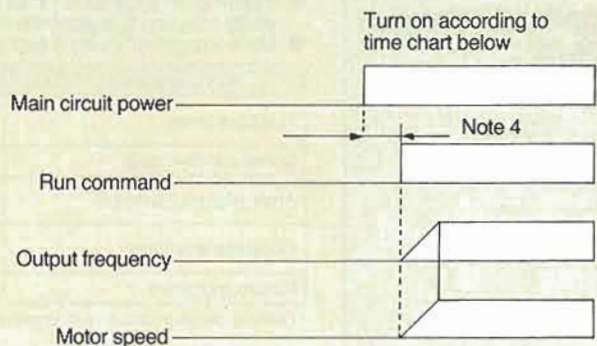 Turn on according to
time chart below
Main circuit power
Note 4
Run command
Output frequency
Motor speed